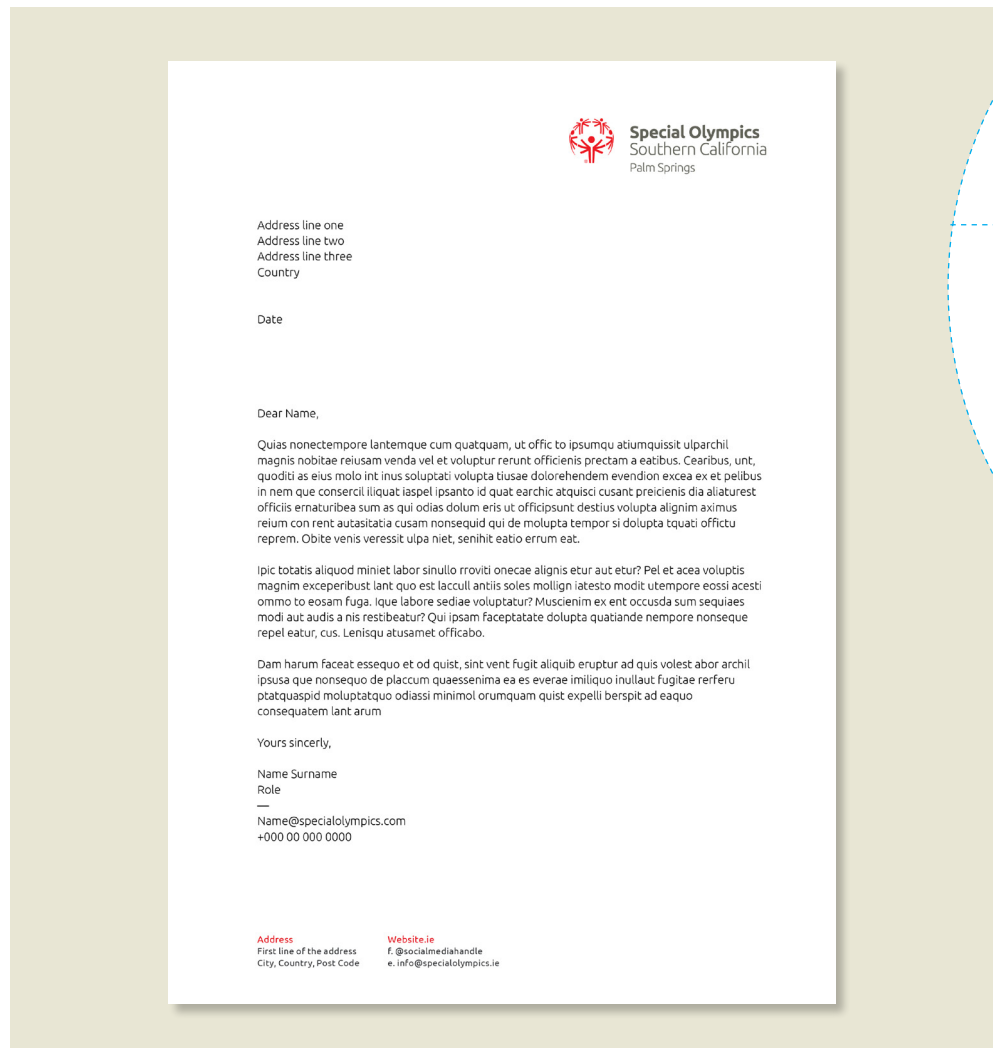 Special Olympics
Southern California
Palm Springs
Address line one
Address line two
Address line three
Country
Date
Dear Name,
Quias nonectempore lantemque cum quatquam, ut offic to ipsumqu atiumquissit ulparchil
magnis nobitae reiusam venda vel et voluptur rerunt officienis prectam a eatibus. Cearibus, unt,
quoditi as eius molo int inus soluptati volupta tiusae dolorehendem evendion excea ex et pelibus
in nem que consercil iliquat iaspel ipsanto id quat earchic atquisci cusant preicienis dia aliaturest
officiis ernaturibea sum as qui odias dolum eris ut officipsunt destius volupta alignim aximus
reium con rent autasitatia cusam nonsequid qui de molupta tempor si dolupta tquati offictu
reprem. Obite venis veressit ulpa niet, senihit eatio errum eat.
Ipic totatis aliquod miniet labor sinullo rroviti onecae alignis etur aut etur? Pel et acea voluptis
magnim exceperibust lant quo est laccull antiis soles mollign iatesto modit utempore eossi acesti
ommo to eosam fuga. Ique labore sediae voluptatur? Muscienim ex ent occusda sum sequiaes
modi aut audis a nis restibeatur? Qui ipsam faceptatate dolupta quatiande nempore nonseque
repel eatur, cus. Lenisqu atusamet officabo.
Dam harum faceat essequo et od quist, sint vent fugit aliquib eruptur ad quis volest abor archil
ipsusa que nonsequo de placcum quaessenima ea es everae imiliquo inullaut fugitae rerferu
ptatquaspid moluptatquo odiassi minimol orumquam quist expelli berspit ad eaquo
consequatem lant arum
Yours sincerly,
Name Surname
Role
—
Name@specialolympics.com
+000 00 000 0000
Address
First line of the address
City, Country, Post Code
Website.ie
f. @socialmediahandle
e. info@specialolympics.ie